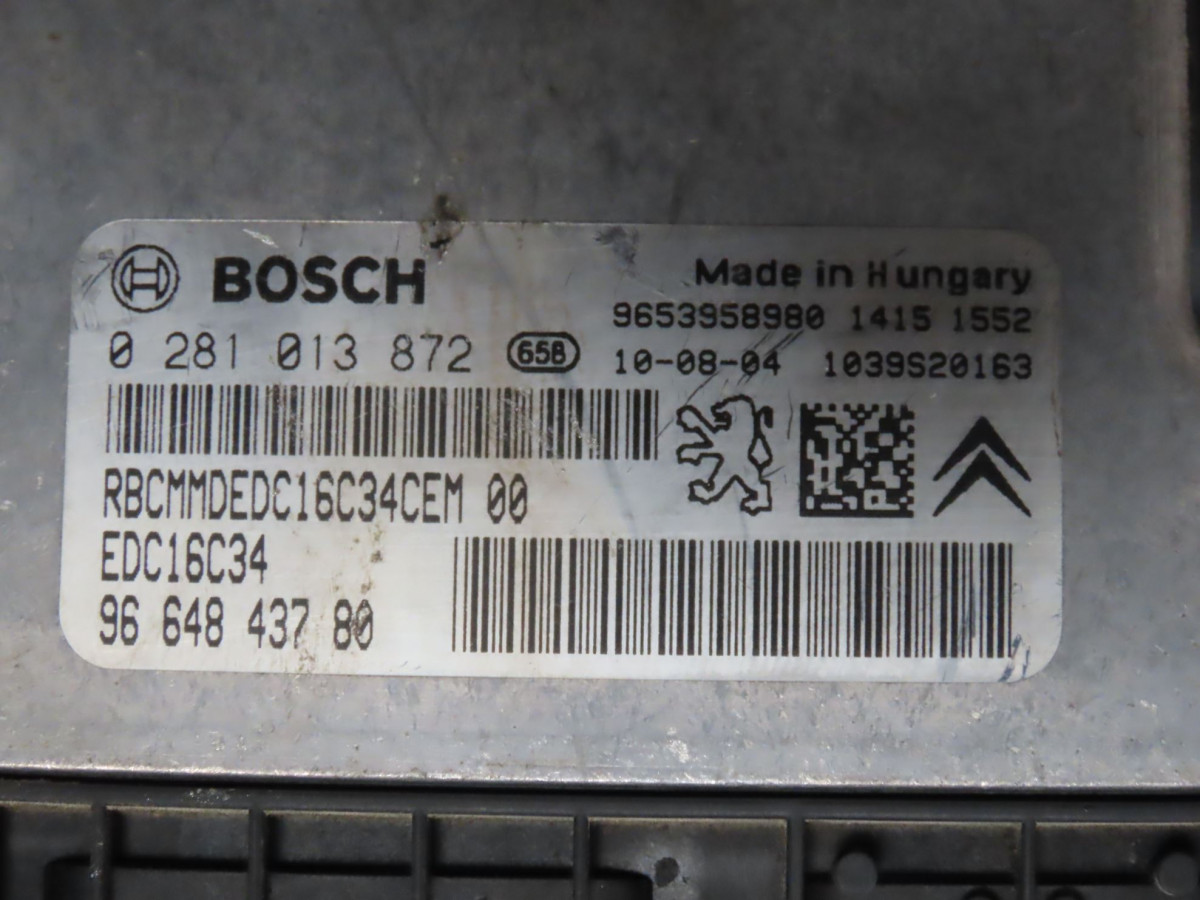 BOSCH
Made in Hungary
9653958980 1415 1552
0 281 013 872 658
10-08-04 1039S20163
RBCMMDEDC16C34CEM 00
EDC16C34
96 648 437 80